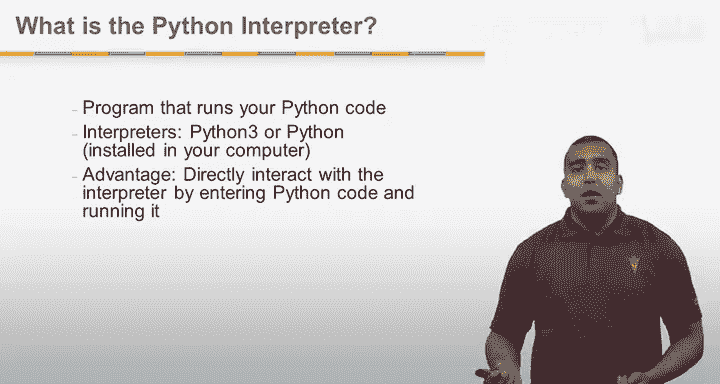 What is the Python Interpreter?
- Program that runs your Python code
- Interpreters: Python3 or Python
(installed in your computer)
- Advantage: Directly interact with the
interpreter by entering Python code and
running it